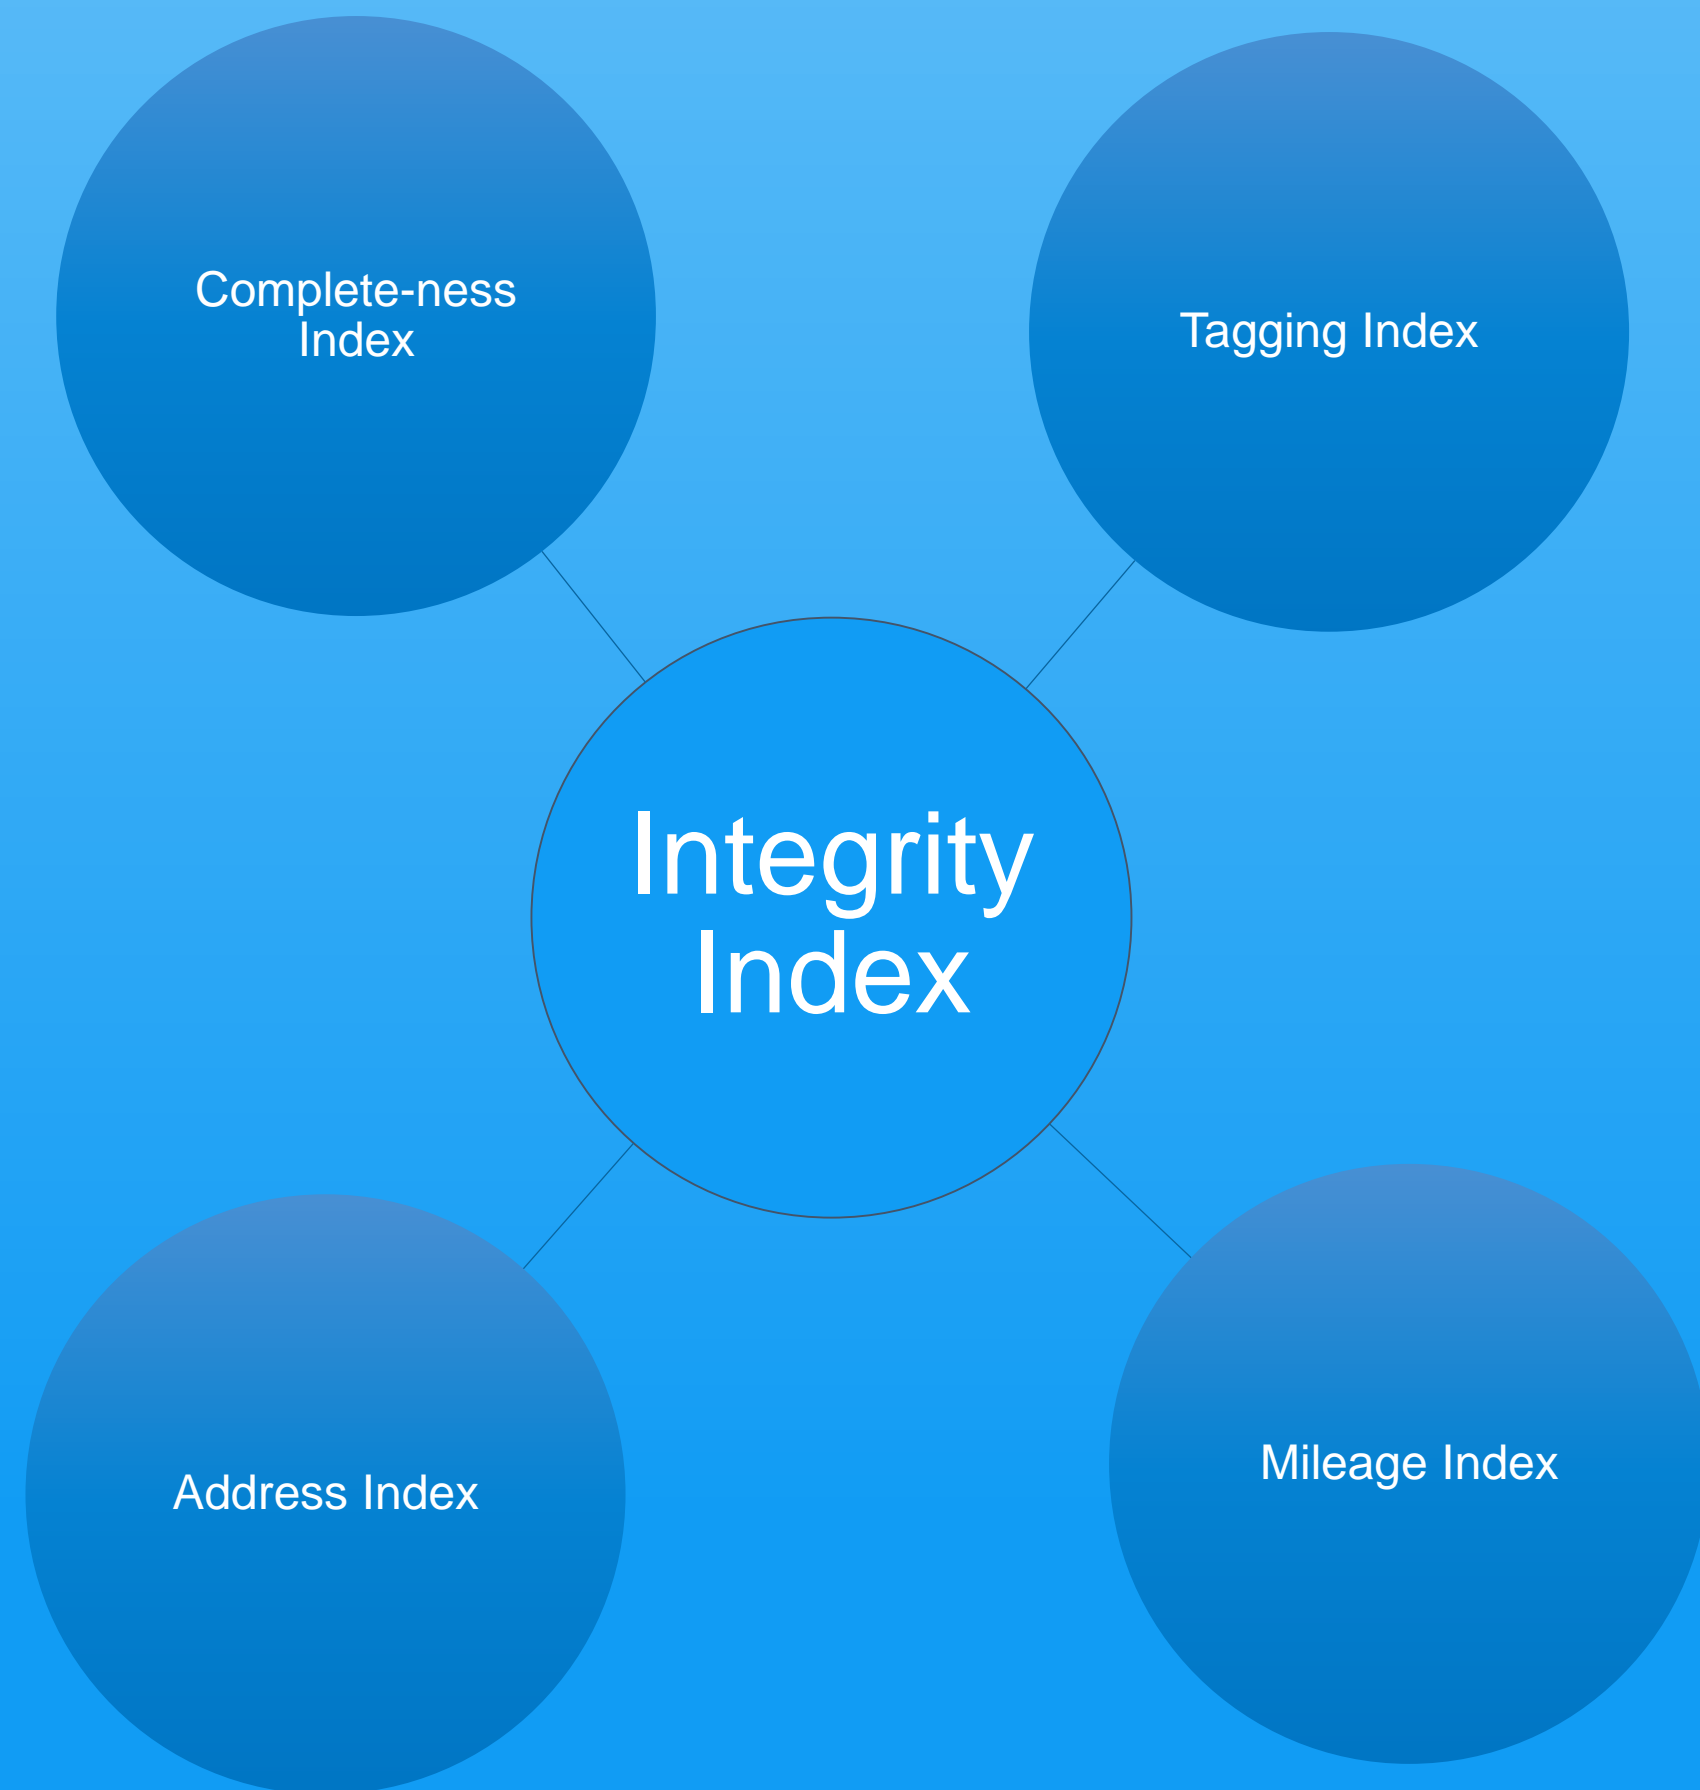 Complete-ness
Index
Tagging Index
Integrity
Index
Address Index
Mileage Index